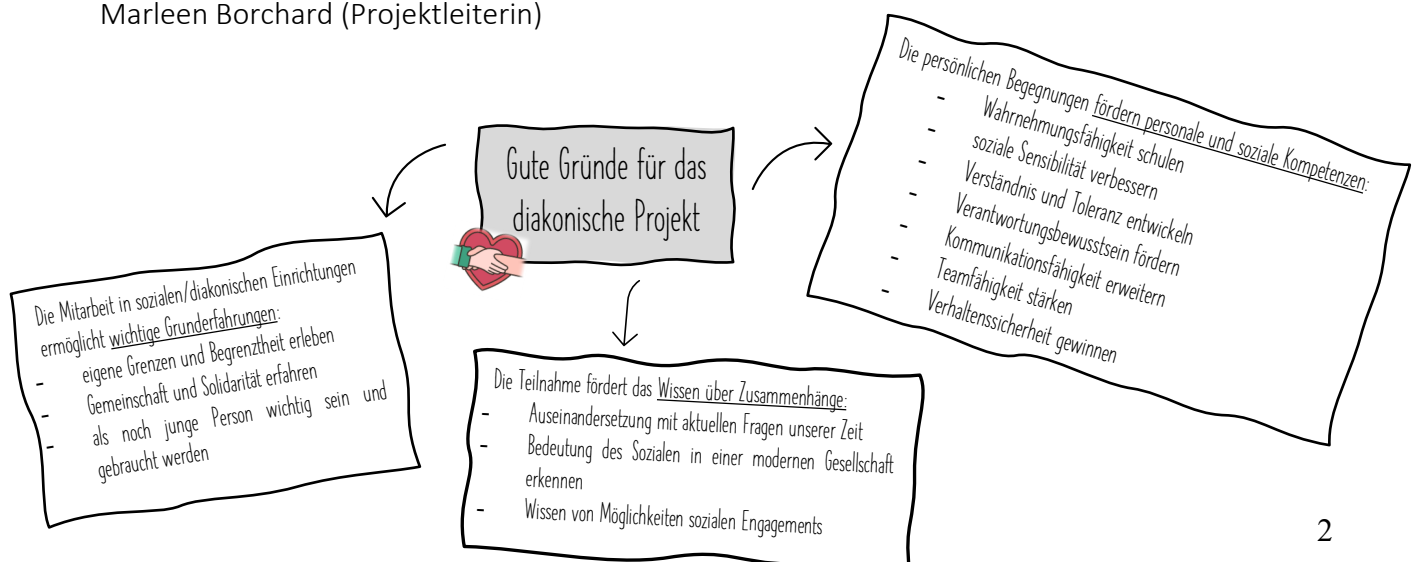 Marleen Borchard (Projektleiterin)
Gute Gründe für das
diakonische Projekt
Die Mitarbeit in sozialen/diakonischen Einrichtungen
ermöglicht wichtige Grunderfahrungen:
- eigene Grenzen und Begrenztheit erleben
- Gemeinschaft und Solidarität erfahren
- als noch junge Person wichtig sein und
gebraucht werden
Die Teilnahme fördert das Wissen über Zusammenhänge:
- Auseinandersetzung mit aktuellen Fragen unserer Zeit
- Bedeutung des Sozialen in einer modernen Gesellschaft
erkennen
- Wissen von Möglichkeiten sozialen Engagements
Die persönlichen Begegnungen fördern personale und soziale Kompetenzen:
- Wahrnehmungsfähigkeit schulen
- soziale Sensibilität verbessern
- Verständnis und Toleranz entwickeln
- Verantwortungsbewusstsein fördern
- Kommunikationsfähigkeit erweitern
- Teamfähigkeit stärken
- Verhaltenssicherheit gewinnen
2